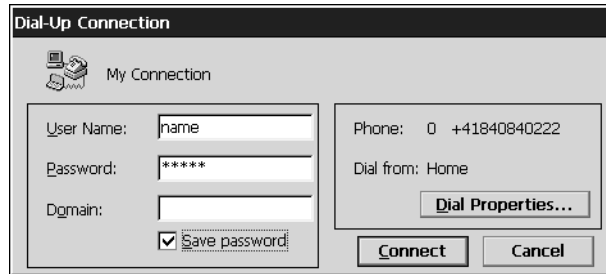 Dial-Up Connection
My Connection
User Name: name
Password: *****
Domain:
Save password
Phone: 0 +41840840222
Dial from: Home
Dial Properties...
Connect Cancel